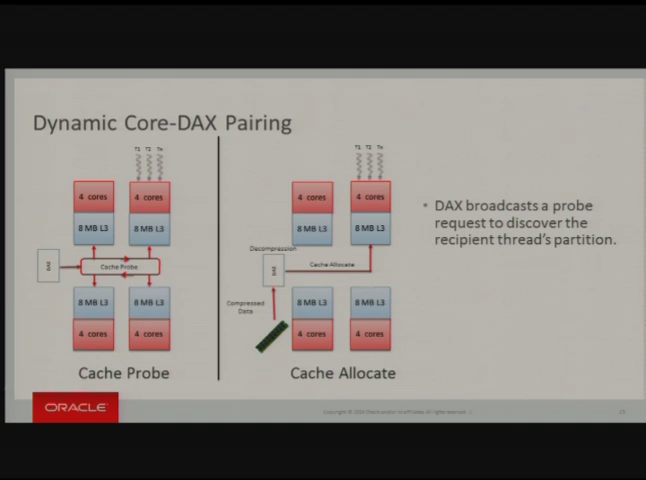 Dynamic Core-DAX Pairing
T1 T2 Tn
4 cores
4 cores
8 MB L3
8 MB L3
DAX
Cache Probe
8 MB L3
8 MB L3
4 cores
4 cores
Cache Probe
T1 T2 Tn
4 cores
4 cores
8 MB L3
8 MB L3
Decompression
DAX
Cache Allocate
Compressed
Data
8 MB L3
8 MB L3
4 cores
4 cores
Cache Allocate
• DAX broadcasts a probe
request to discover the
recipient thread's partition.
ORACLE